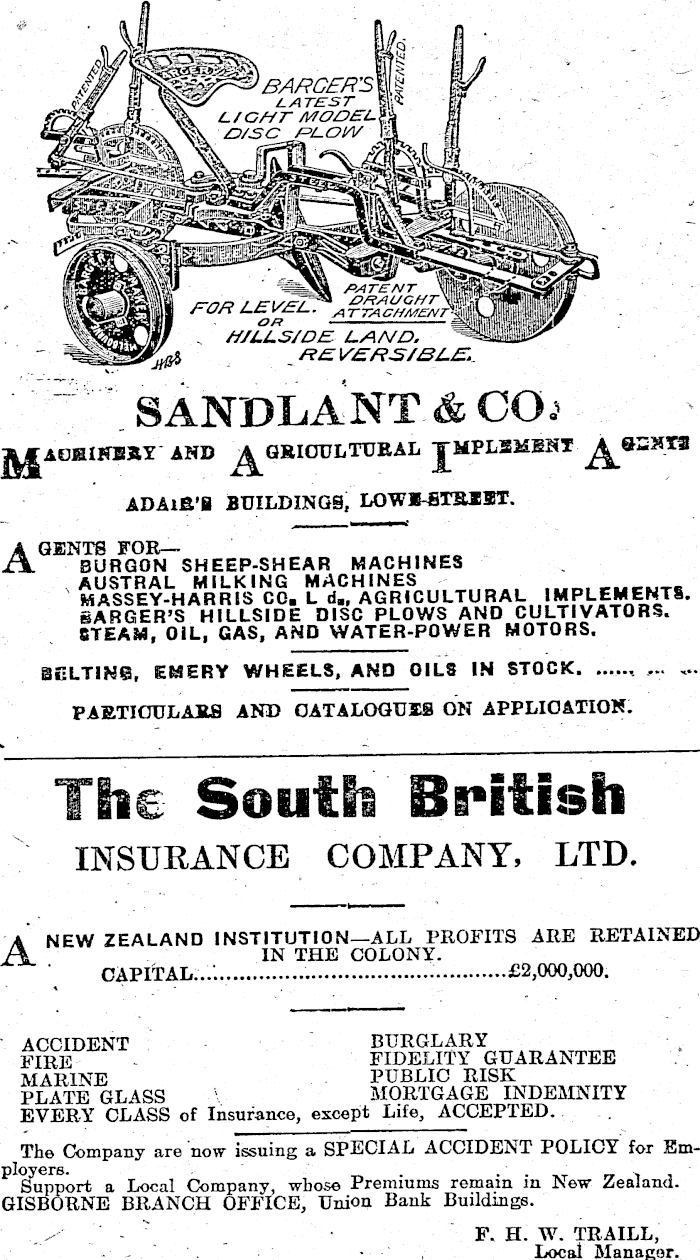 PATENTED
BARGER'S
PATENTED.
BARGER'S
LATEST
LIGHT MODEL
DISC PLOW
FOR LEVEL.
OR
HILLSIDE LAND.
REVERSIBLE.
PATENT
DRAUGHT
ATTACHMENT
HBS
SANDLANT & CO.
MACHINERY AND AGRICULTURAL IMPLEMENT AGENTS
ADAIR'S BUILDINGS, LOWE-STREET.
AGENTS FOR—
BURGON SHEEP-SHEAR MACHINES
AUSTRAL MILKING MACHINES
MASSEY-HARRIS CO. L d., AGRICULTURAL IMPLEMENTS.
BARGER'S HILLSIDE DISC PLOWS AND CULTIVATORS.
STEAM, OIL, GAS, AND WATER-POWER MOTORS.
BELTING, EMERY WHEELS, AND OILS IN STOCK. ...... ... ...
PARTICULARS AND CATALOGUES ON APPLICATION.
The South British
INSURANCE COMPANY, LTD.
A NEW ZEALAND INSTITUTION—ALL PROFITS ARE RETAINED
IN THE COLONY.
CAPITAL................................................£2,000,000.
ACCIDENT
FIRE
MARINE
PLATE GLASS
BURGLARY
FIDELITY GUARANTEE
PUBLIC RISK
MORTGAGE INDEMNITY
EVERY CLASS of Insurance, except Life, ACCEPTED.
The Company are now issuing a SPECIAL ACCIDENT POLICY for Em-
ployers.
Support a Local Company, whose Premiums remain in New Zealand.
GISBORNE BRANCH OFFICE, Union Bank Buildings.
F. H. W. TRAILL,
Local Manager.